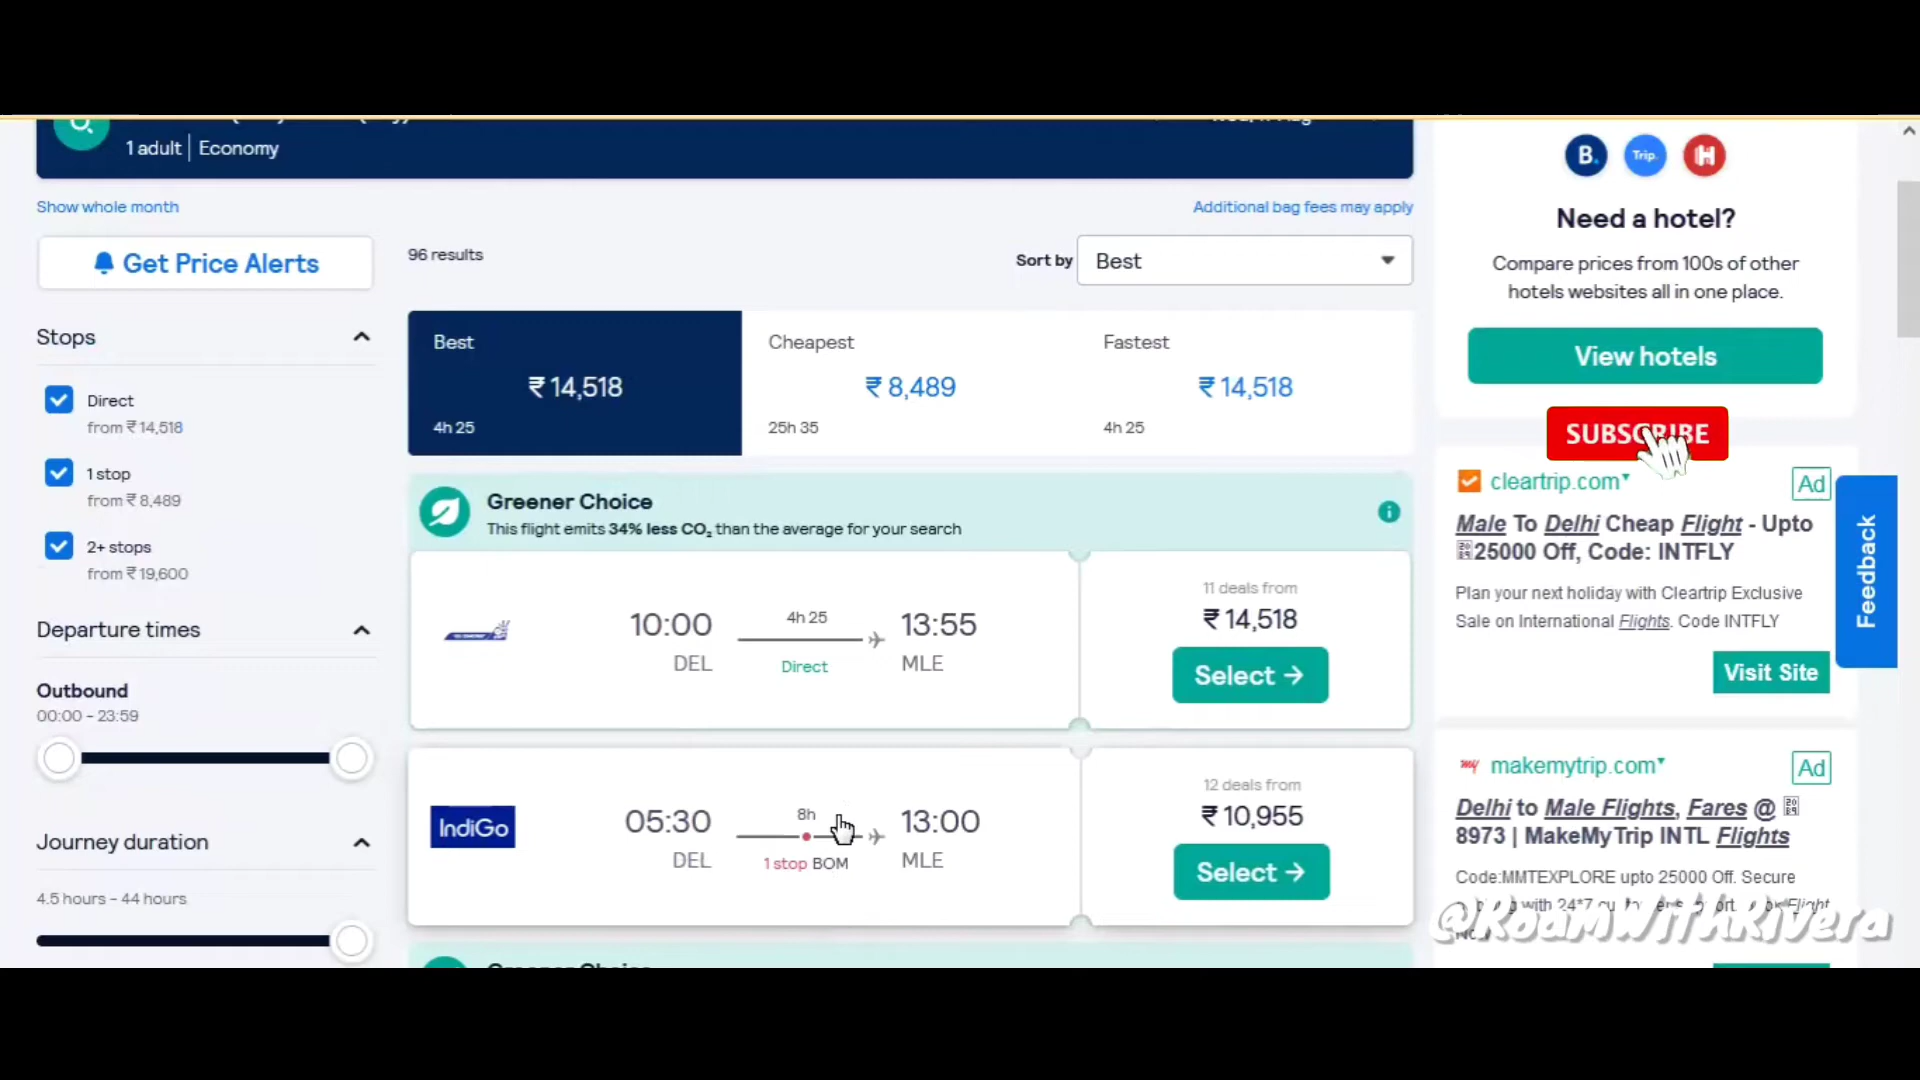 1 adult | Economy
Show whole month
Additional bag fees may apply
Get Price Alerts
96 results
Sort by
Best
Stops
Direct
from ₹ 14,518
1 stop
from ₹ 8,489
2+ stops
from ₹ 19,600
Departure times
Outbound
00:00 - 23:59
Journey duration
4.5 hours - 44 hours
Best
₹ 14,518
4h 25
Cheapest
₹ 8,489
25h 35
Fastest
₹ 14,518
4h 25
Greener Choice
This flight emits 34% less CO₂ than the average for your search
10:00
DEL
4h 25
Direct
13:55
MLE
11 deals from
₹ 14,518
Select →
IndiGo
05:30
DEL
8h
1 stop BOM
13:00
MLE
12 deals from
₹ 10,955
Select →
B.
Trip.
H
Need a hotel?
Compare prices from 100s of other
hotels websites all in one place.
View hotels
SUBSCRIBE
cleartrip.com
Ad
Male To Delhi Cheap Flight - Upto
25000 Off, Code: INTFLY
Plan your next holiday with Cleartrip Exclusive
Sale on International Flights. Code INTFLY
Visit Site
Feedback
my makemytrip.com
Ad
Delhi to Male Flights, Fares @
8973 | MakeMyTrip INTL Flights
Code:MMTEXPLORE upto 25000 Off. Secure
with 24*7
Flight
@RoamWithRivera